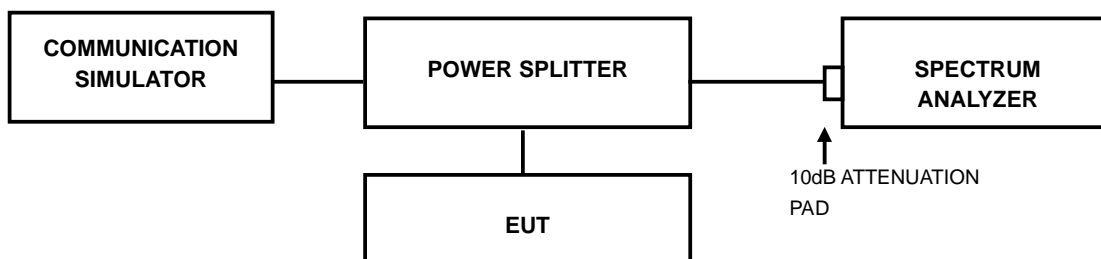 COMMUNICATION
SIMULATOR
POWER SPLITTER
SPECTRUM
ANALYZER
10dB ATTENUATION
PAD
EUT